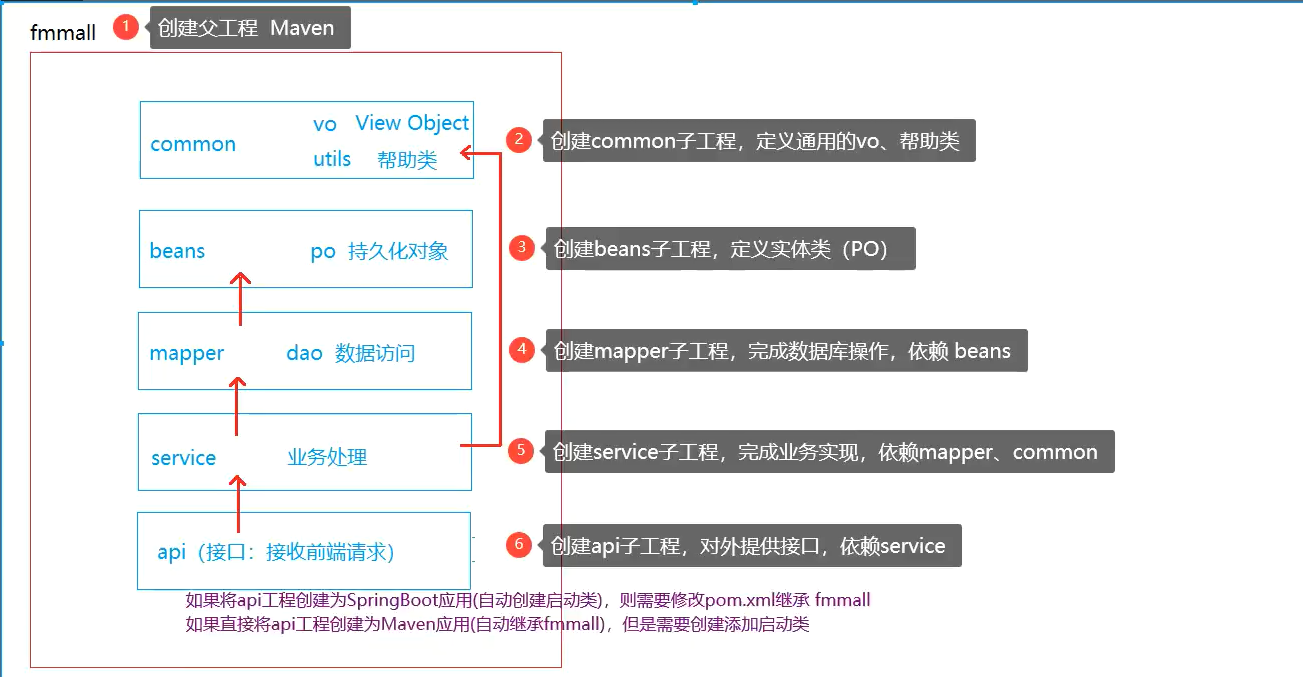 fmmall
1
创建父工程 Maven
common
vo View Object
utils 帮助类
2
创建common子工程，定义通用的vo、帮助类
beans
po 持久化对象
3
创建beans子工程，定义实体类（PO）
mapper
dao 数据访问
4
创建mapper子工程，完成数据库操作，依赖 beans
service
业务处理
5
创建service子工程，完成业务实现，依赖mapper、common
api（接口：接收前端请求）
6
创建api子工程，对外提供接口，依赖service
如果将api工程创建为SpringBoot应用(自动创建启动类)，则需要修改pom.xml继承 fmmall
如果直接将api工程创建为Maven应用(自动继承fmmall)，但是需要创建添加启动类